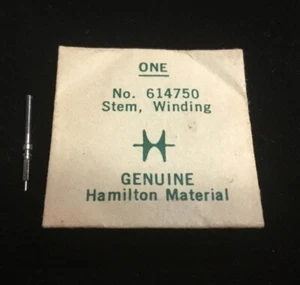 ONE
No. 614750
Stem, Winding
GENUINE
Hamilton Material